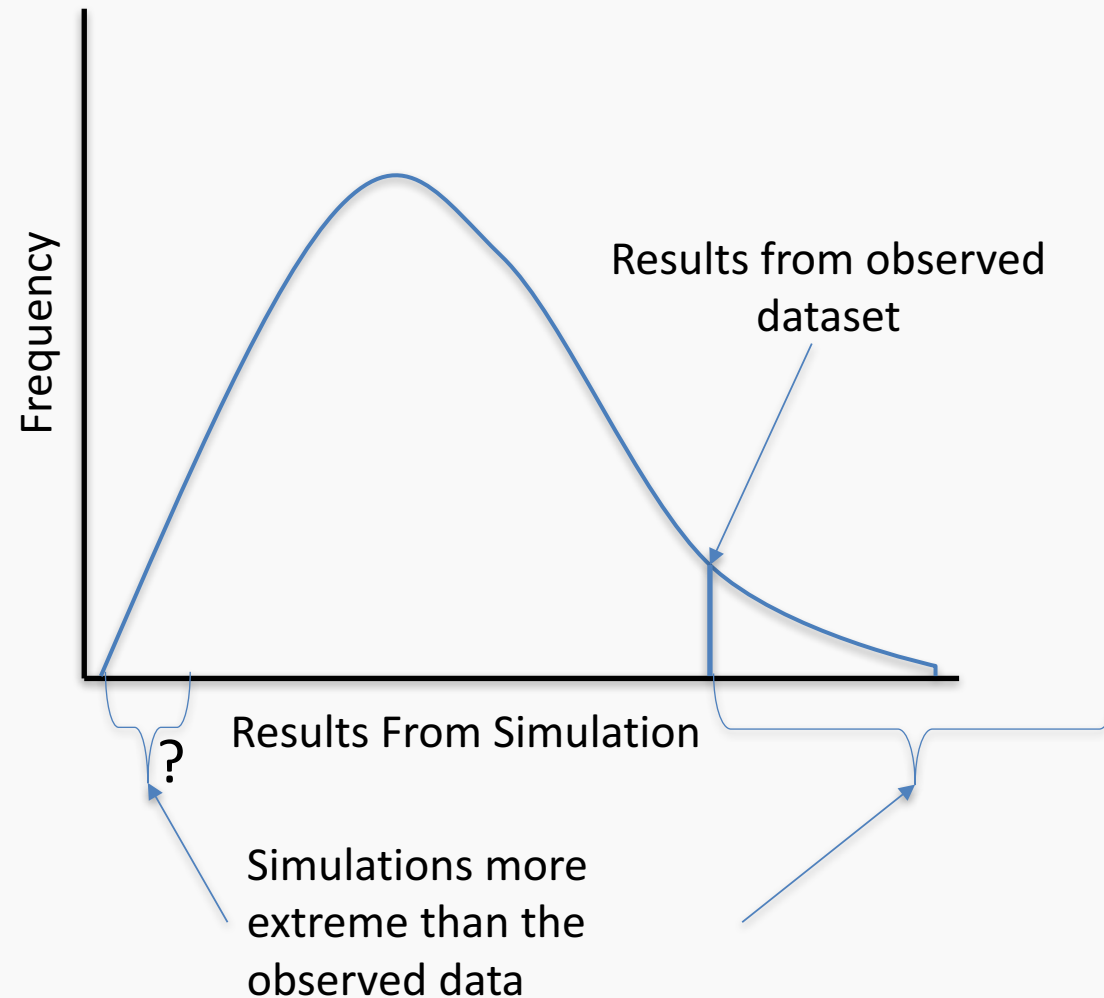 Frequency
Results from observed
dataset
Results From Simulation
?
Simulations more
extreme than the
observed data